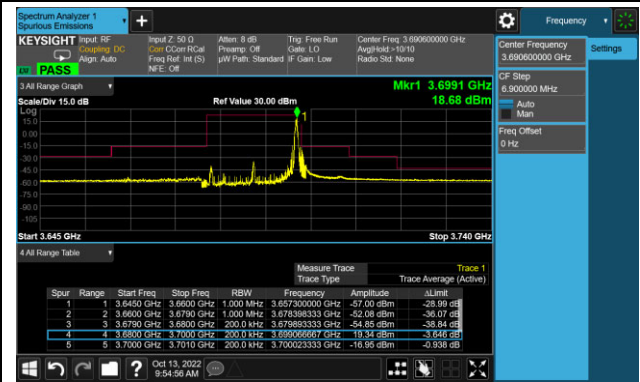 Spectrum Analyzer 1
Spurious Emissions
Frequency
KEYSIGHT
Input: RF
Coupling: DC
Align: Auto
Input Z: 50 Ω
Corr CCorr RCal
Freq Ref: Int (S)
NFE: Off
Atten: 8 dB
Preamp: Off
µW Path: Standard
Trig: Free Run
Gate: LO
IF Gain: Low
Center Freq: 3.690600000 GHz
Avg|Hold:>10/10
Radio Std: None
PASS
Center Frequency
3.690600000 GHz
Settings
CF Step
6.900000 MHz
Auto
Man
Freq Offset
0 Hz
3 All Range Graph
Mkr1 3.6991 GHz
18.68 dBm
Scale/Div 15.0 dB
Ref Value 30.00 dBm
Log
15.0
0.00
-15.0
-30.0
-45.0
-60.0
-75.0
-90.0
-105
1
Start 3.645 GHz
Stop 3.740 GHz
4 All Range Table
Measure Trace Trace 1
Trace Type Trace Average (Active)
Spur Range Start Freq Stop Freq RBW Frequency Amplitude ΔLimit
1 1 3.6450 GHz 3.6600 GHz 1.000 MHz 3.657300000 GHz -57.00 dBm -28.99 dB
2 2 3.6600 GHz 3.6790 GHz 1.000 MHz 3.678398333 GHz -52.08 dBm -36.07 dB
3 3 3.6790 GHz 3.6800 GHz 200.0 kHz 3.679893333 GHz -54.85 dBm -38.84 dB
4 4 3.6800 GHz 3.7000 GHz 200.0 kHz 3.699066667 GHz 19.34 dBm -3.646 dB
5 5 3.7000 GHz 3.7010 GHz 200.0 kHz 3.700023333 GHz -16.95 dBm -0.938 dB
Oct 13, 2022
9:54:56 AM